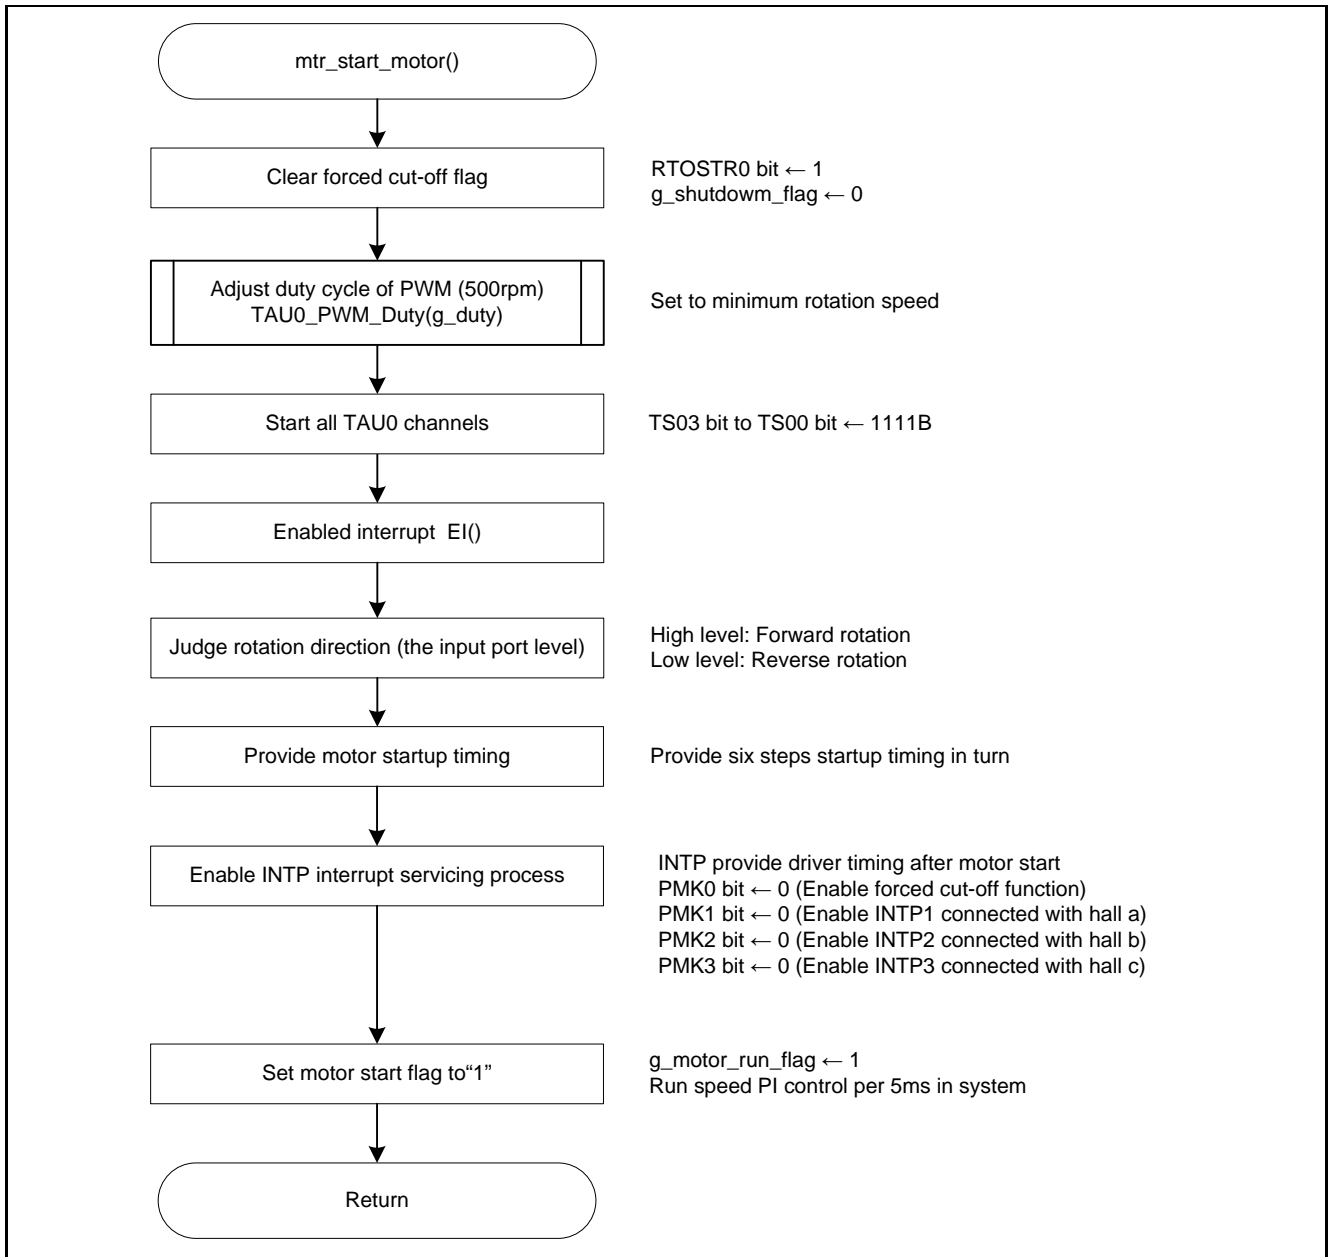 mtr_start_motor()
Clear forced cut-off flag
RTOSTR0 bit ← 1
g_shutdowm_flag ← 0
Adjust duty cycle of PWM (500rpm)
TAU0_PWM_Duty(g_duty)
Set to minimum rotation speed
Start all TAU0 channels
TS03 bit to TS00 bit ← 1111B
Enabled interrupt  EI()
Judge rotation direction (the input port level)
High level: Forward rotation
Low level: Reverse rotation
Provide motor startup timing
Provide six steps startup timing in turn
Enable INTP interrupt servicing process
INTP provide driver timing after motor start
PMK0 bit ← 0 (Enable forced cut-off function)
PMK1 bit ← 0 (Enable INTP1 connected with hall a)
PMK2 bit ← 0 (Enable INTP2 connected with hall b)
PMK3 bit ← 0 (Enable INTP3 connected with hall c)
Set motor start flag to“1”
g_motor_run_flag ← 1
Run speed PI control per 5ms in system
Return